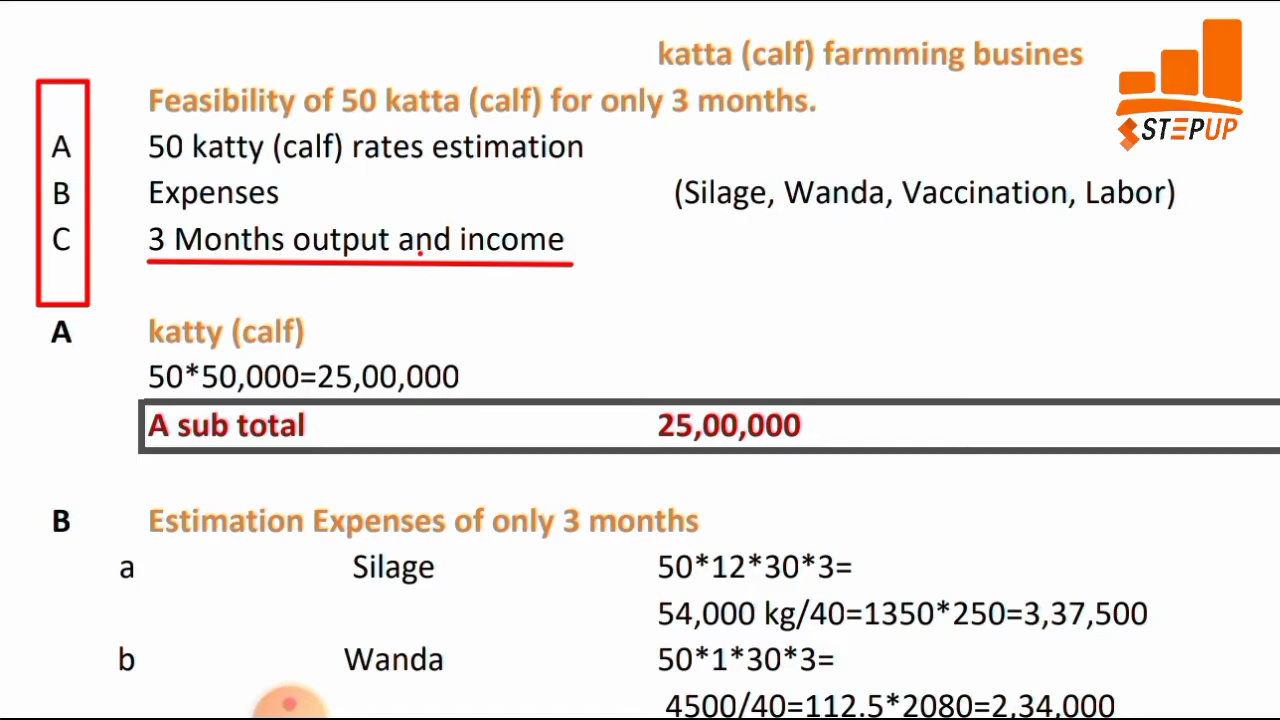 katta (calf) farmming busines
Feasibility of 50 katta (calf) for only 3 months.
STEPUP
A 50 katty (calf) rates estimation
B Expenses (Silage, Wanda, Vaccination, Labor)
C 3 Months output and income
A katty (calf)
50*50,000=25,00,000
A sub total 25,00,000
B Estimation Expenses of only 3 months
a Silage 50*12*30*3=
54,000 kg/40=1350*250=3,37,500
b Wanda 50*1*30*3=
4500/40=112.5*2080=2,34,000